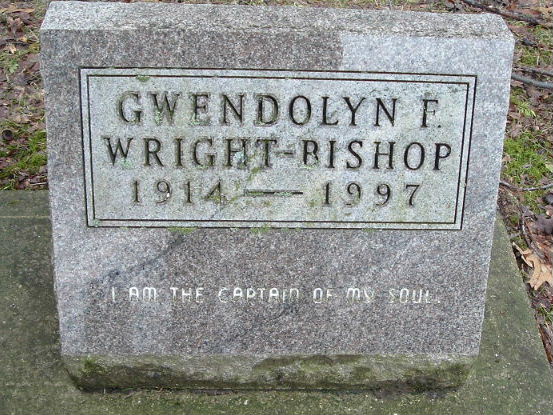 GWENDOLYN F.
WRIGHT-BISHOP
1914 — 1997
I AM THE CAPTAIN OF MY SOUL.